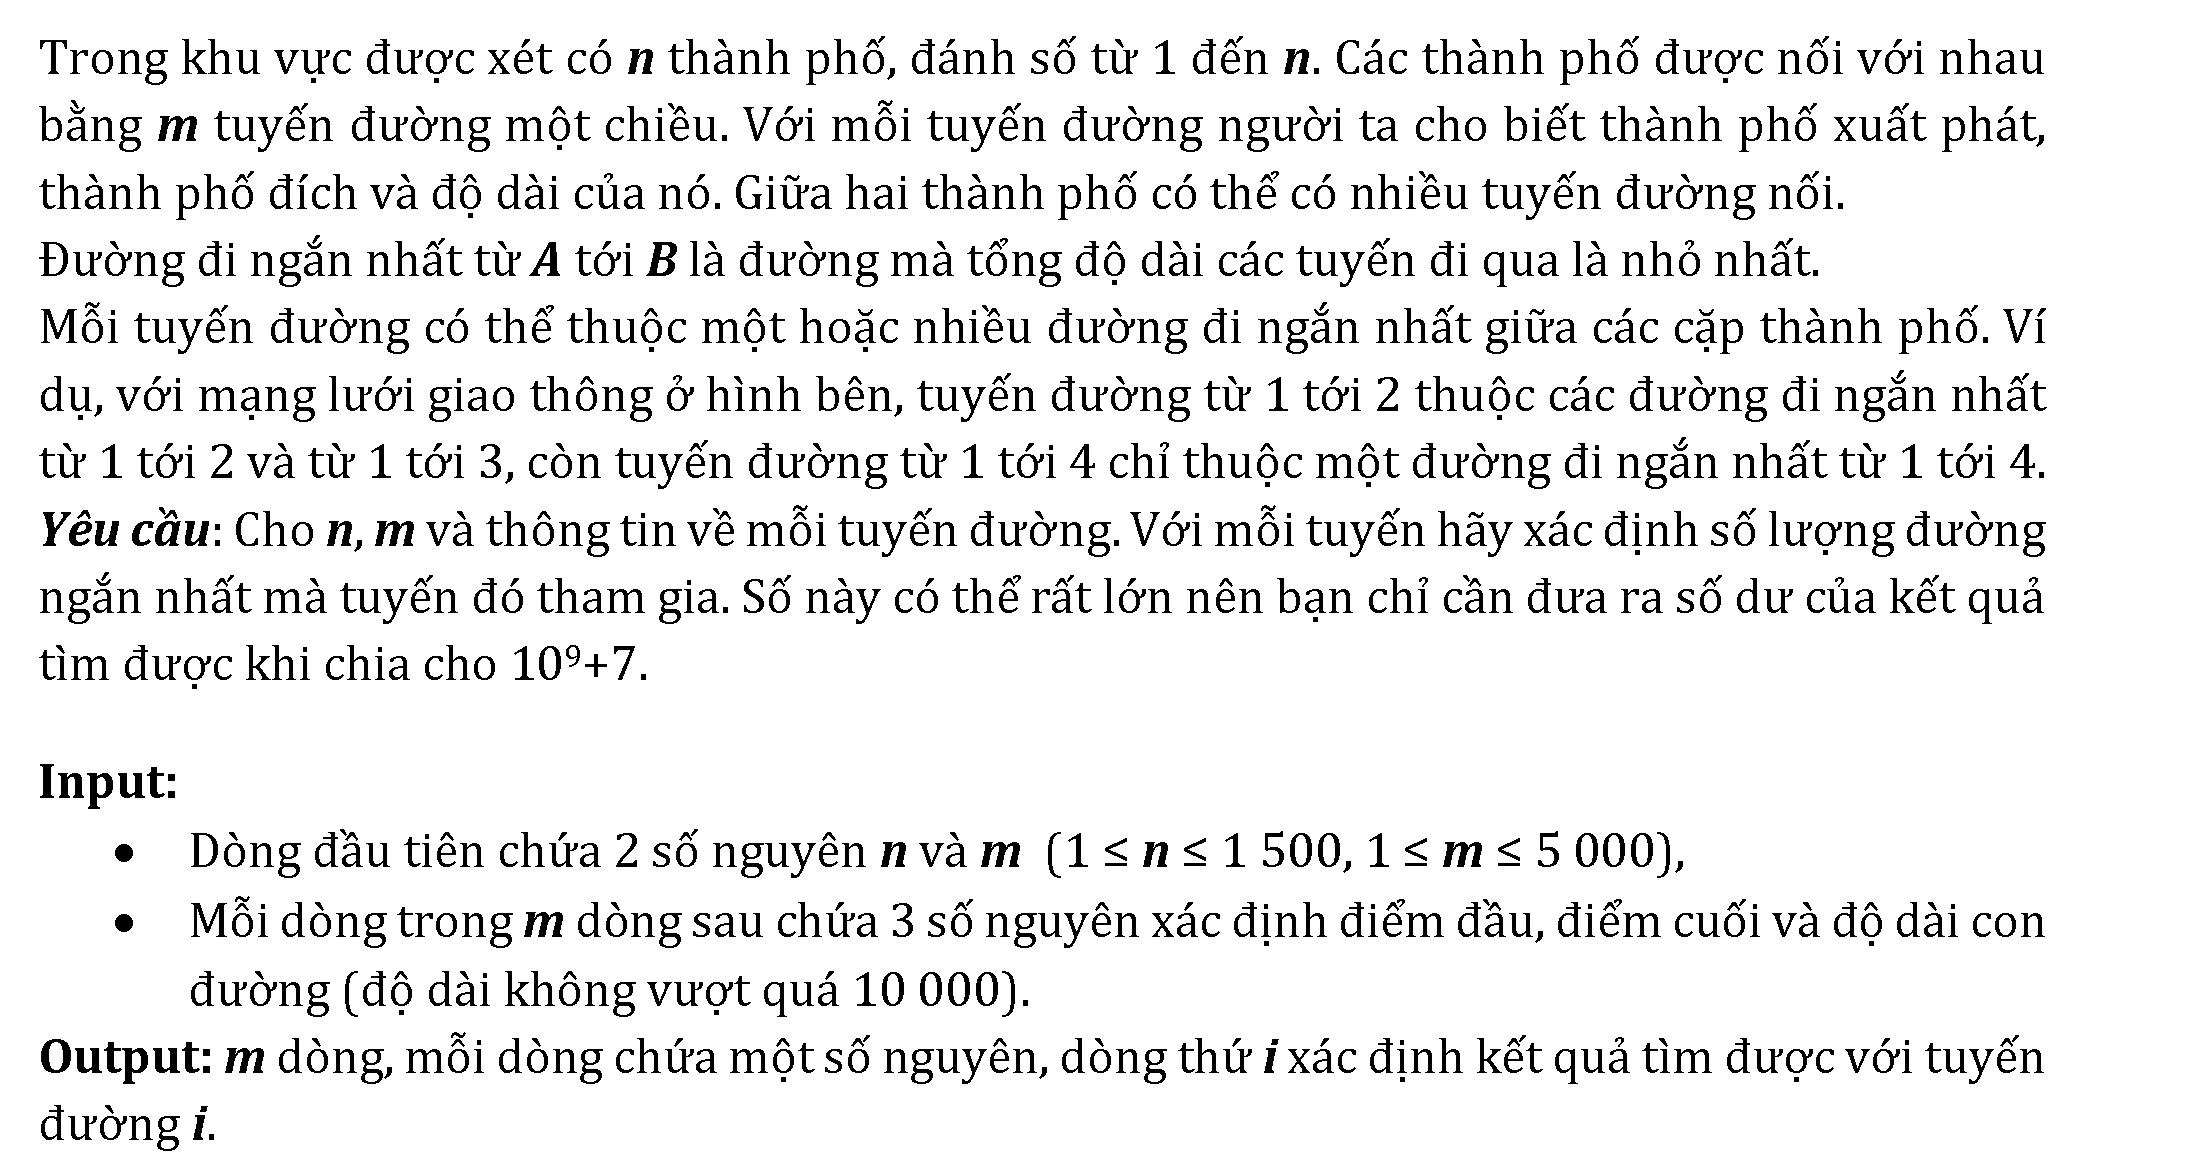 Trong khu vực được xét có n thành phố, đánh số từ 1 đến n. Các thành phố được nối với nhau
bằng m tuyến đường một chiều. Với mỗi tuyến đường người ta cho biết thành phố xuất phát,
thành phố đích và độ dài của nó. Giữa hai thành phố có thể có nhiều tuyến đường nối.
Đường đi ngắn nhất từ A tới B là đường mà tổng độ dài các tuyến đi qua là nhỏ nhất.
Mỗi tuyến đường có thể thuộc một hoặc nhiều đường đi ngắn nhất giữa các cặp thành phố. Ví
dụ, với mạng lưới giao thông ở hình bên, tuyến đường từ 1 tới 2 thuộc các đường đi ngắn nhất
từ 1 tới 2 và từ 1 tới 3, còn tuyến đường từ 1 tới 4 chỉ thuộc một đường đi ngắn nhất từ 1 tới 4.
Yêu cầu: Cho n, m và thông tin về mỗi tuyến đường. Với mỗi tuyến hãy xác định số lượng đường
ngắn nhất mà tuyến đó tham gia. Số này có thể rất lớn nên bạn chỉ cần đưa ra số dư của kết quả
tìm được khi chia cho 10⁹+7.
Input:
• Dòng đầu tiên chứa 2 số nguyên n và m (1 ≤ n ≤ 1 500, 1 ≤ m ≤ 5 000),
• Mỗi dòng trong m dòng sau chứa 3 số nguyên xác định điểm đầu, điểm cuối và độ dài con
đường (độ dài không vượt quá 10 000).
Output: m dòng, mỗi dòng chứa một số nguyên, dòng thứ i xác định kết quả tìm được với tuyến
đường i.